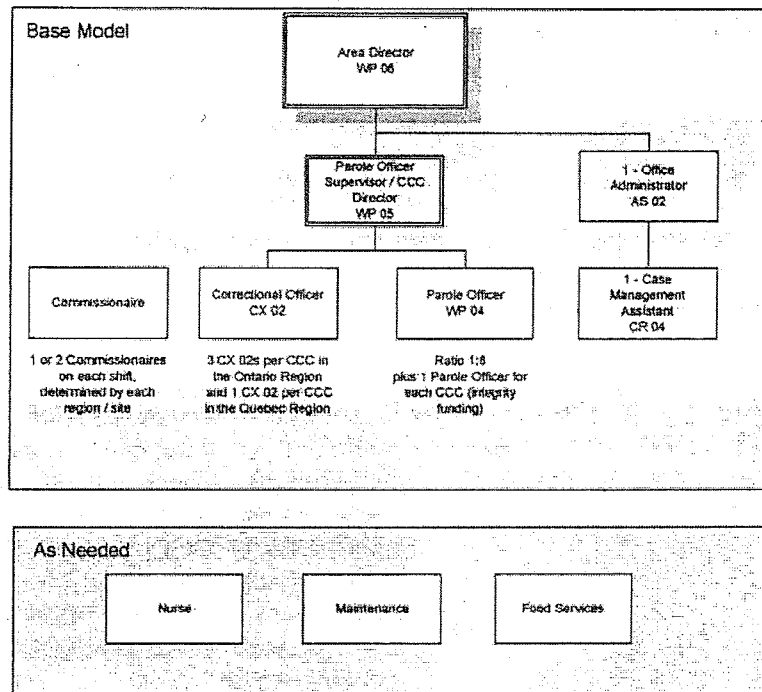 Base Model
Area Director
WP 06
Parole Officer
Supervisor / CCC
Director
WP 05
1 - Office
Administrator
AS 02
Commissionaire
Correctional Officer
CX 02
Parole Officer
WP 04
1 - Case
Management
Assistant
CR 04
1 or 2 Commissionaires
on each shift,
determined by each
region / site
3 CX 02s per CCC in
the Ontario Region
and 1 CX 02 per CCC
in the Quebec Region
Ratio 1:8
plus 1 Parole Officer for
each CCC (integrity
funding)
As Needed
Nurse
Maintenance
Food Services